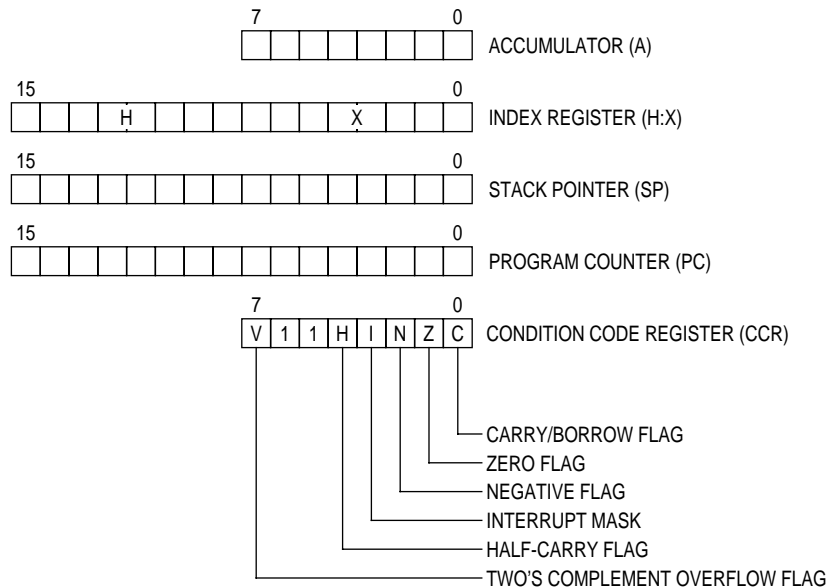 7 0
ACCUMULATOR (A)
15 0
H X INDEX REGISTER (H:X)
15 0
STACK POINTER (SP)
15 0
PROGRAM COUNTER (PC)
7 0
V 1 1 H I N Z C CONDITION CODE REGISTER (CCR)
CARRY/BORROW FLAG
ZERO FLAG
NEGATIVE FLAG
INTERRUPT MASK
HALF-CARRY FLAG
TWO'S COMPLEMENT OVERFLOW FLAG